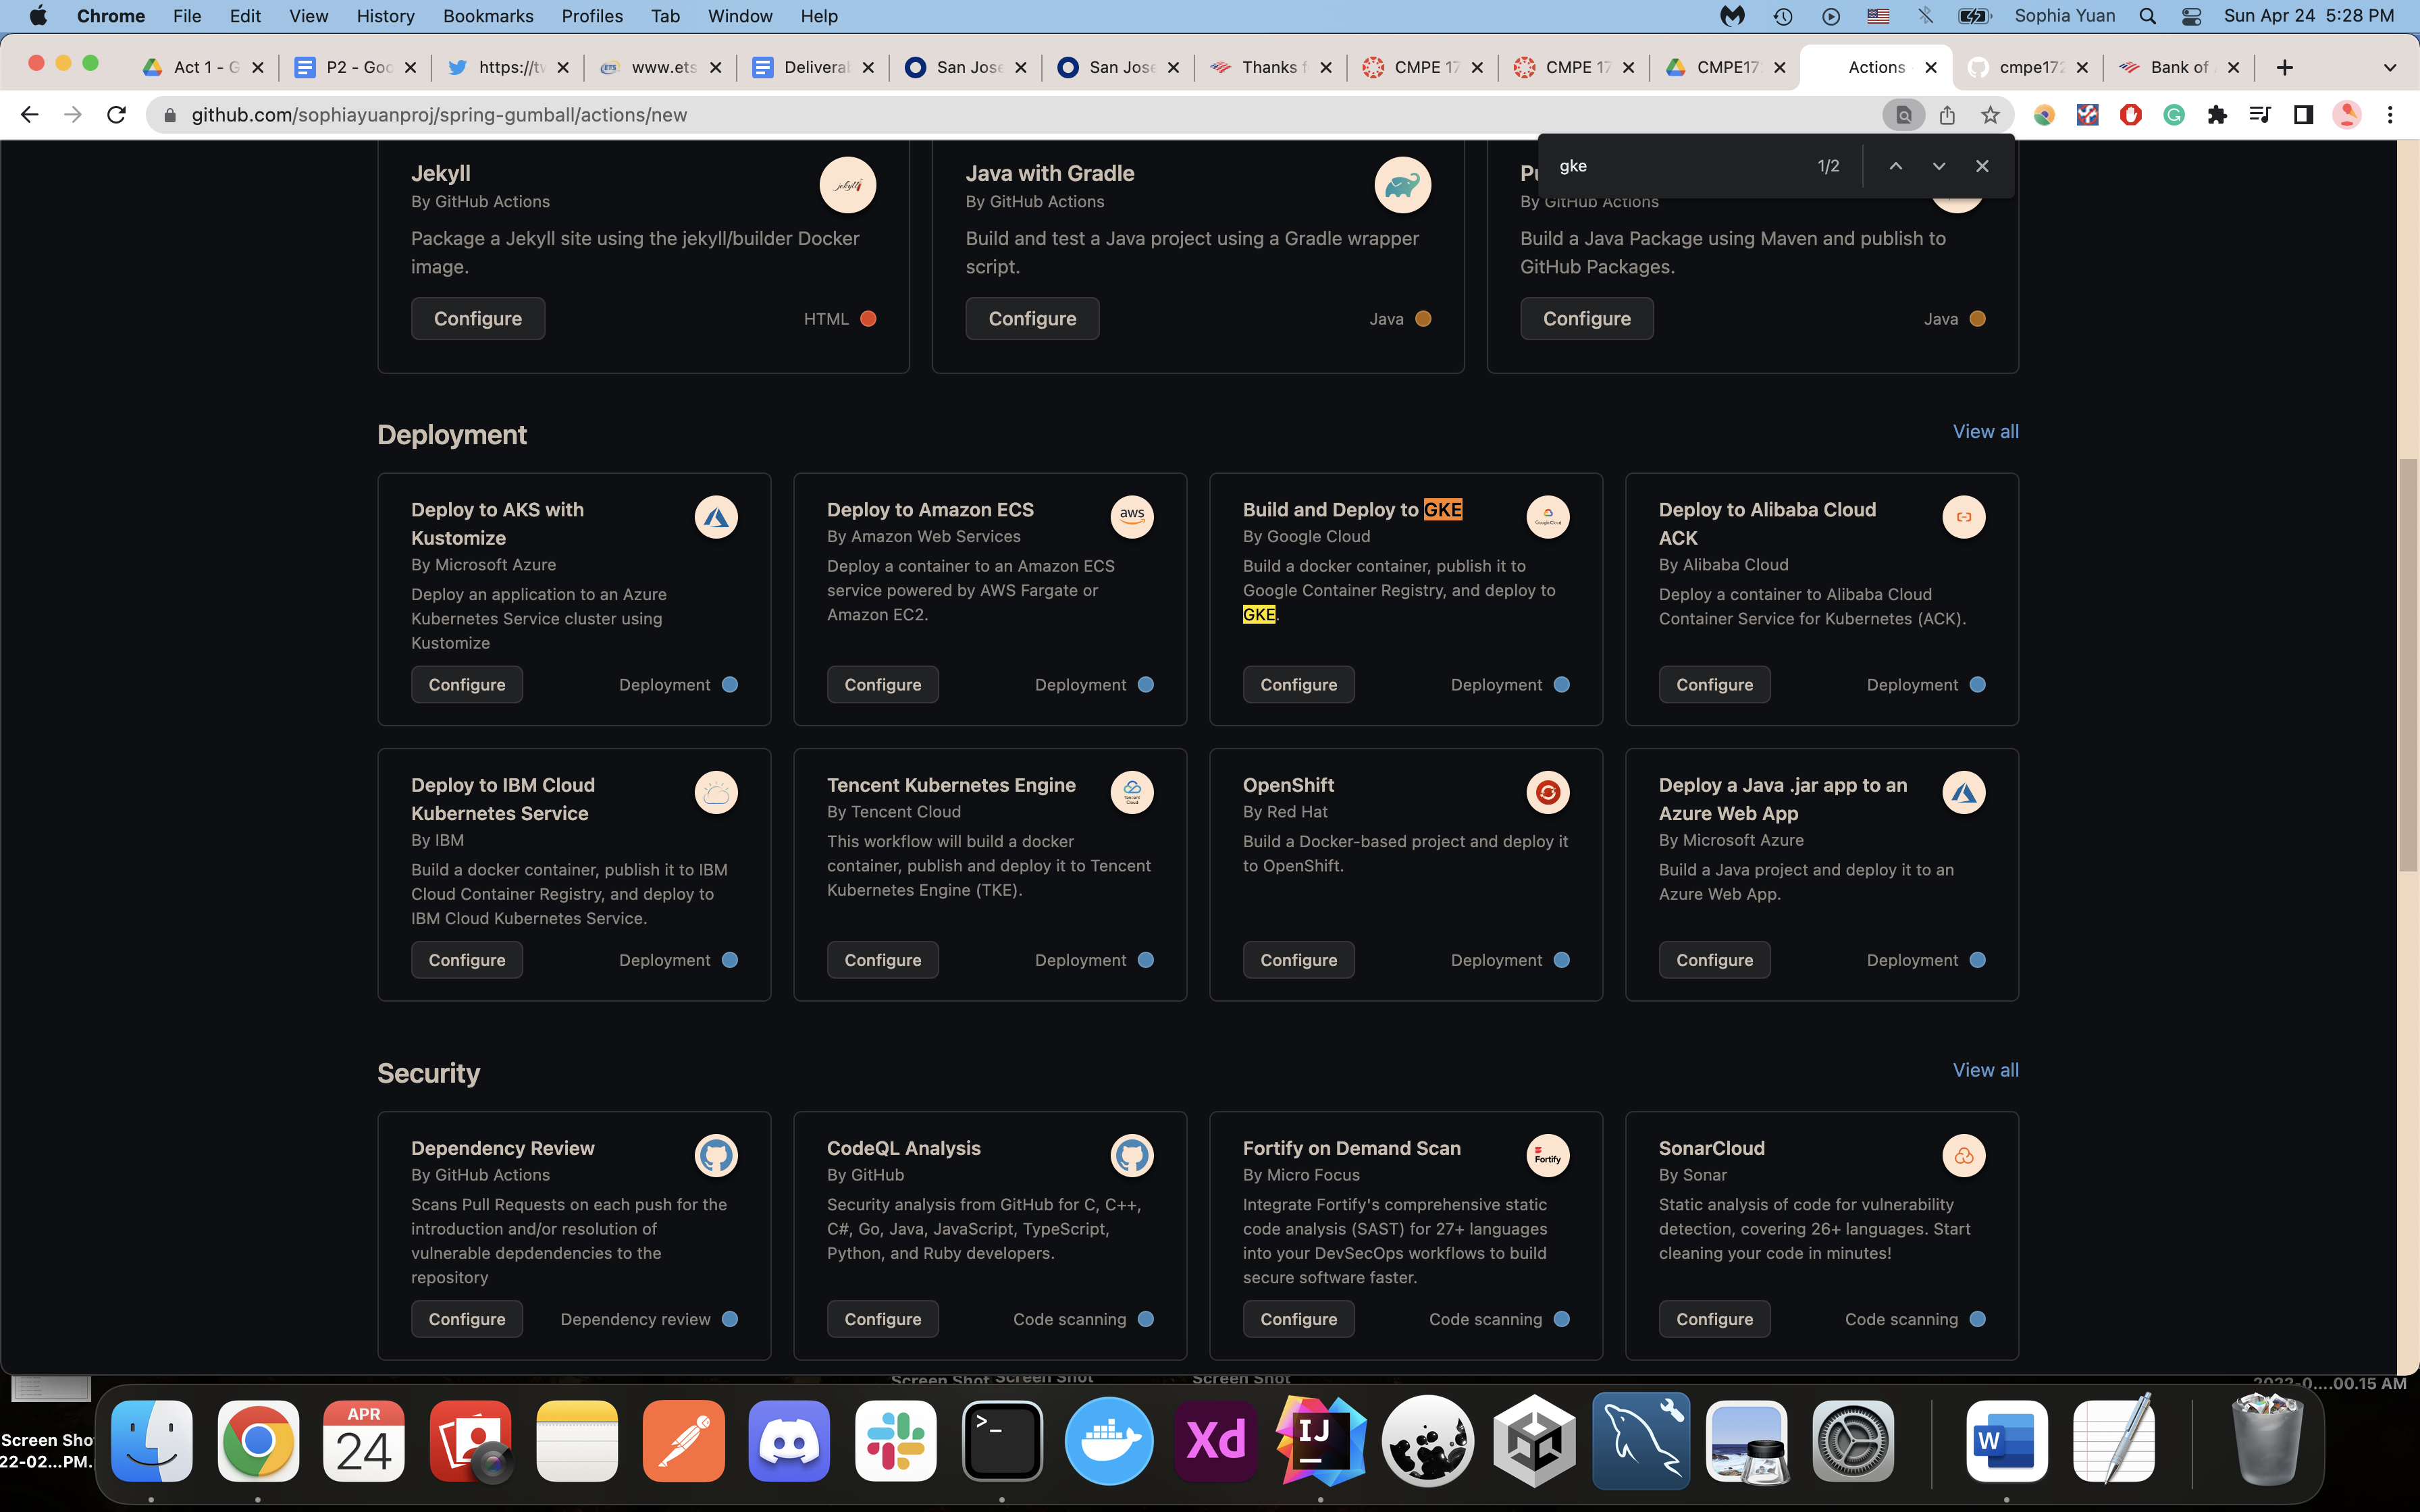 Chrome File Edit View History Bookmarks Profiles Tab Window Help Sophia Yuan Sun Apr 24 5:28 PM
Act 1 - G P2 - Goo https://tw www.ets Deliverab San Jose San Jose Thanks f CMPE 17 CMPE 17 CMPE17 Actions cmpe172 Bank of
github.com/sophiayuanproj/spring-gumball/actions/new
gke 1/2
Jekyll
By GitHub Actions
Package a Jekyll site using the jekyll/builder Docker
image.
Configure HTML
Java with Gradle
By GitHub Actions
Build and test a Java project using a Gradle wrapper
script.
Configure Java
By GitHub Actions
Build a Java Package using Maven and publish to
GitHub Packages.
Configure Java
Deployment View all
Deploy to AKS with
Kustomize
By Microsoft Azure
Deploy an application to an Azure
Kubernetes Service cluster using
Kustomize
Configure Deployment
Deploy to Amazon ECS
aws
By Amazon Web Services
Deploy a container to an Amazon ECS
service powered by AWS Fargate or
Amazon EC2.
Configure Deployment
Build and Deploy to GKE
Google Cloud
By Google Cloud
Build a docker container, publish it to
Google Container Registry, and deploy to
GKE.
Configure Deployment
Deploy to Alibaba Cloud
ACK
By Alibaba Cloud
Deploy a container to Alibaba Cloud
Container Service for Kubernetes (ACK).
Configure Deployment
Deploy to IBM Cloud
Kubernetes Service
By IBM
Build a docker container, publish it to IBM
Cloud Container Registry, and deploy to
IBM Cloud Kubernetes Service.
Configure Deployment
Tencent Kubernetes Engine
Tencent
Cloud
By Tencent Cloud
This workflow will build a docker
container, publish and deploy it to Tencent
Kubernetes Engine (TKE).
Configure Deployment
OpenShift
By Red Hat
Build a Docker-based project and deploy it
to OpenShift.
Configure Deployment
Deploy a Java .jar app to an
Azure Web App
By Microsoft Azure
Build a Java project and deploy it to an
Azure Web App.
Configure Deployment
Security View all
Dependency Review
By GitHub Actions
Scans Pull Requests on each push for the
introduction and/or resolution of
vulnerable depdendencies to the
repository
Configure Dependency review
CodeQL Analysis
By GitHub
Security analysis from GitHub for C, C++,
C#, Go, Java, JavaScript, TypeScript,
Python, and Ruby developers.
Configure Code scanning
Fortify on Demand Scan
Fortify
By Micro Focus
Integrate Fortify's comprehensive static
code analysis (SAST) for 27+ languages
into your DevSecOps workflows to build
secure software faster.
Configure Code scanning
SonarCloud
By Sonar
Static analysis of code for vulnerability
detection, covering 26+ languages. Start
cleaning your code in minutes!
Configure Code scanning
Screen Shot Screen Shot Screen Shot
2022-0....00.15 AM
Screen Sho
22-02...PM.
APR
24
>_
Xd
IJ
W